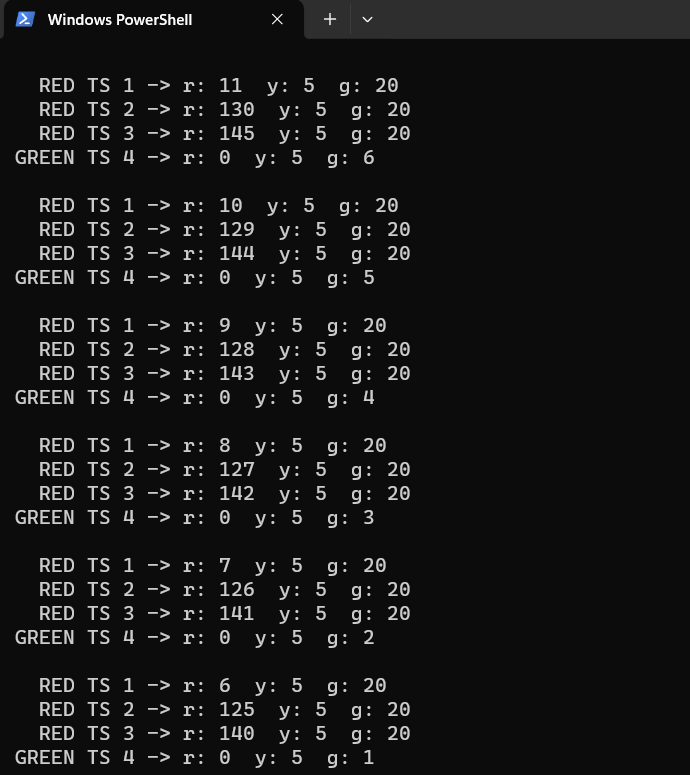 Windows PowerShell
RED TS 1 -> r: 11 y: 5 g: 20
RED TS 2 -> r: 130 y: 5 g: 20
RED TS 3 -> r: 145 y: 5 g: 20
GREEN TS 4 -> r: 0 y: 5 g: 6
RED TS 1 -> r: 10 y: 5 g: 20
RED TS 2 -> r: 129 y: 5 g: 20
RED TS 3 -> r: 144 y: 5 g: 20
GREEN TS 4 -> r: 0 y: 5 g: 5
RED TS 1 -> r: 9 y: 5 g: 20
RED TS 2 -> r: 128 y: 5 g: 20
RED TS 3 -> r: 143 y: 5 g: 20
GREEN TS 4 -> r: 0 y: 5 g: 4
RED TS 1 -> r: 8 y: 5 g: 20
RED TS 2 -> r: 127 y: 5 g: 20
RED TS 3 -> r: 142 y: 5 g: 20
GREEN TS 4 -> r: 0 y: 5 g: 3
RED TS 1 -> r: 7 y: 5 g: 20
RED TS 2 -> r: 126 y: 5 g: 20
RED TS 3 -> r: 141 y: 5 g: 20
GREEN TS 4 -> r: 0 y: 5 g: 2
RED TS 1 -> r: 6 y: 5 g: 20
RED TS 2 -> r: 125 y: 5 g: 20
RED TS 3 -> r: 140 y: 5 g: 20
GREEN TS 4 -> r: 0 y: 5 g: 1